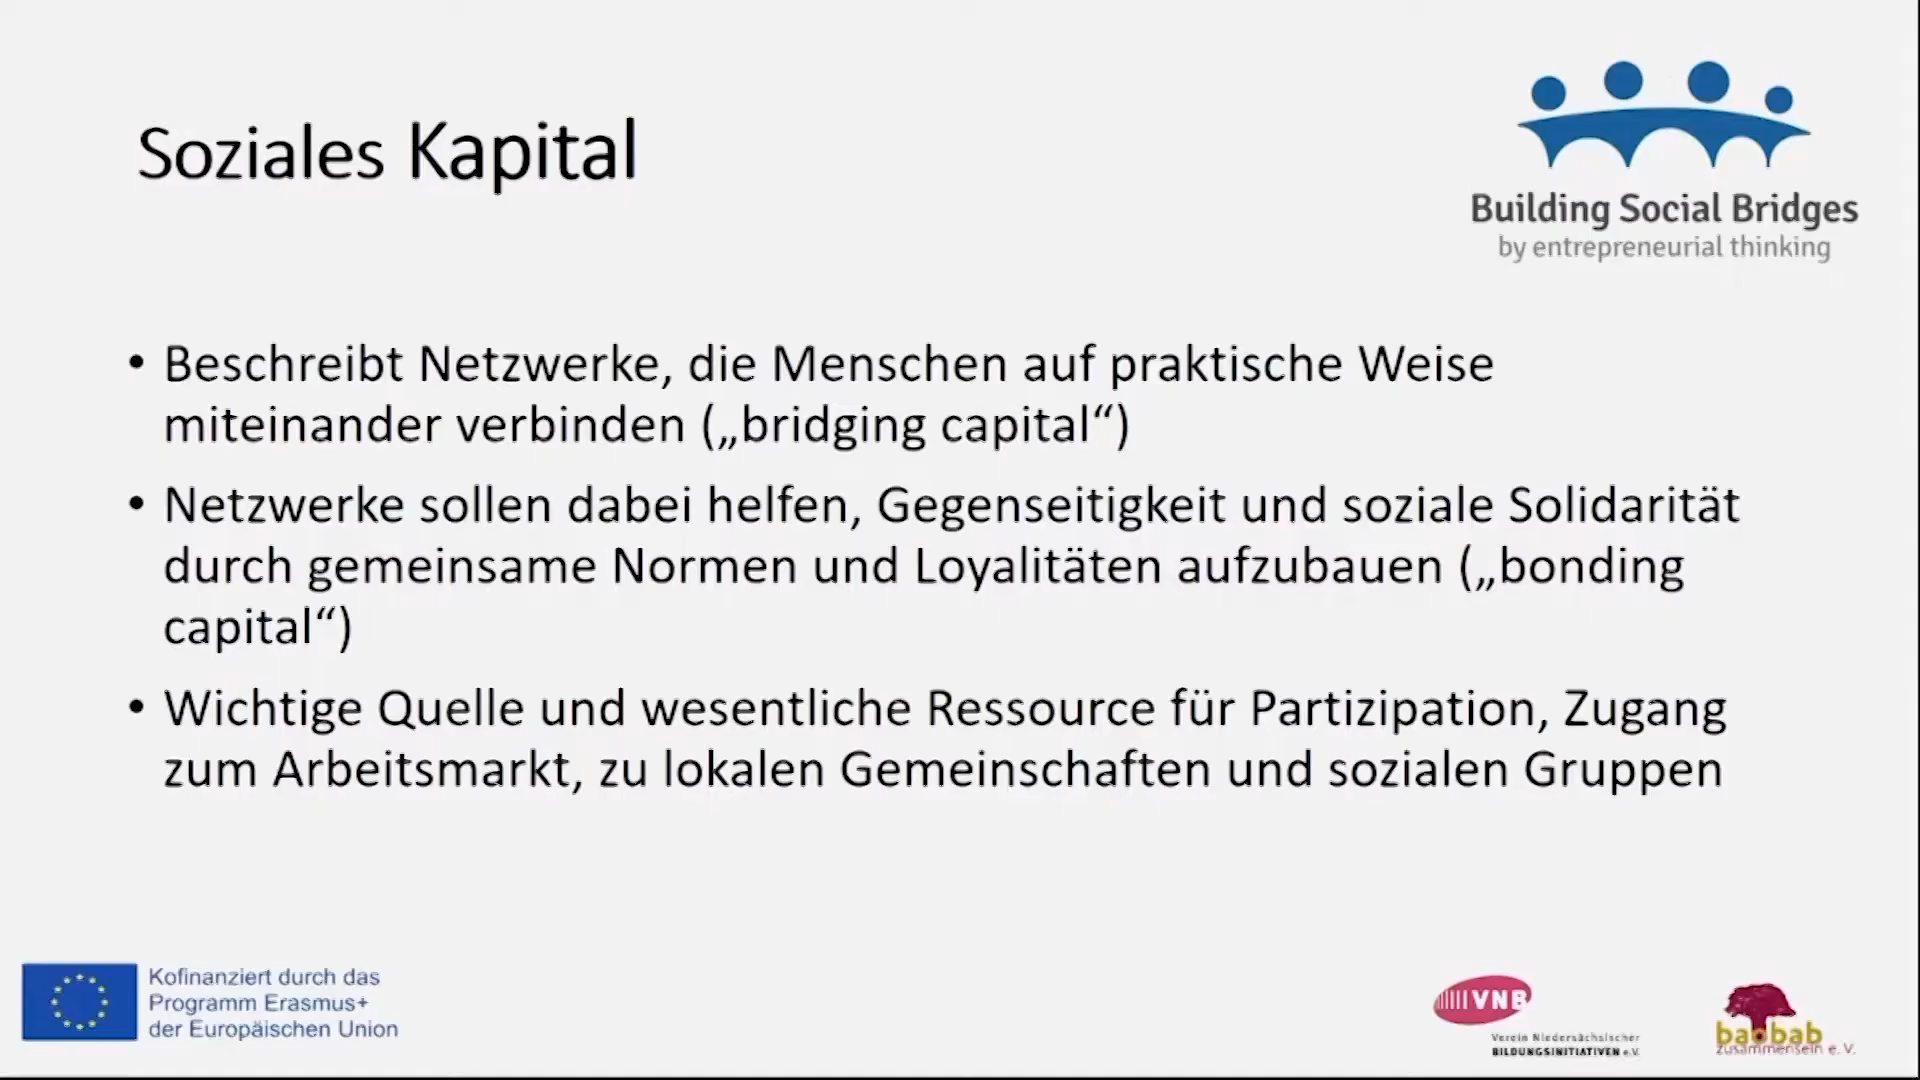 Soziales Kapital
Building Social Bridges
by entrepreneurial thinking
• Beschreibt Netzwerke, die Menschen auf praktische Weise
miteinander verbinden („bridging capital“)
• Netzwerke sollen dabei helfen, Gegenseitigkeit und soziale Solidarität
durch gemeinsame Normen und Loyalitäten aufzubauen („bonding
capital“)
• Wichtige Quelle und wesentliche Ressource für Partizipation, Zugang
zum Arbeitsmarkt, zu lokalen Gemeinschaften und sozialen Gruppen
Kofinanziert durch das
Programm Erasmus+
der Europäischen Union
VNB
Verein Niedersächsischer
BILDUNGSINITIATIVEN e.V.
baobab
zusammensein e. V.